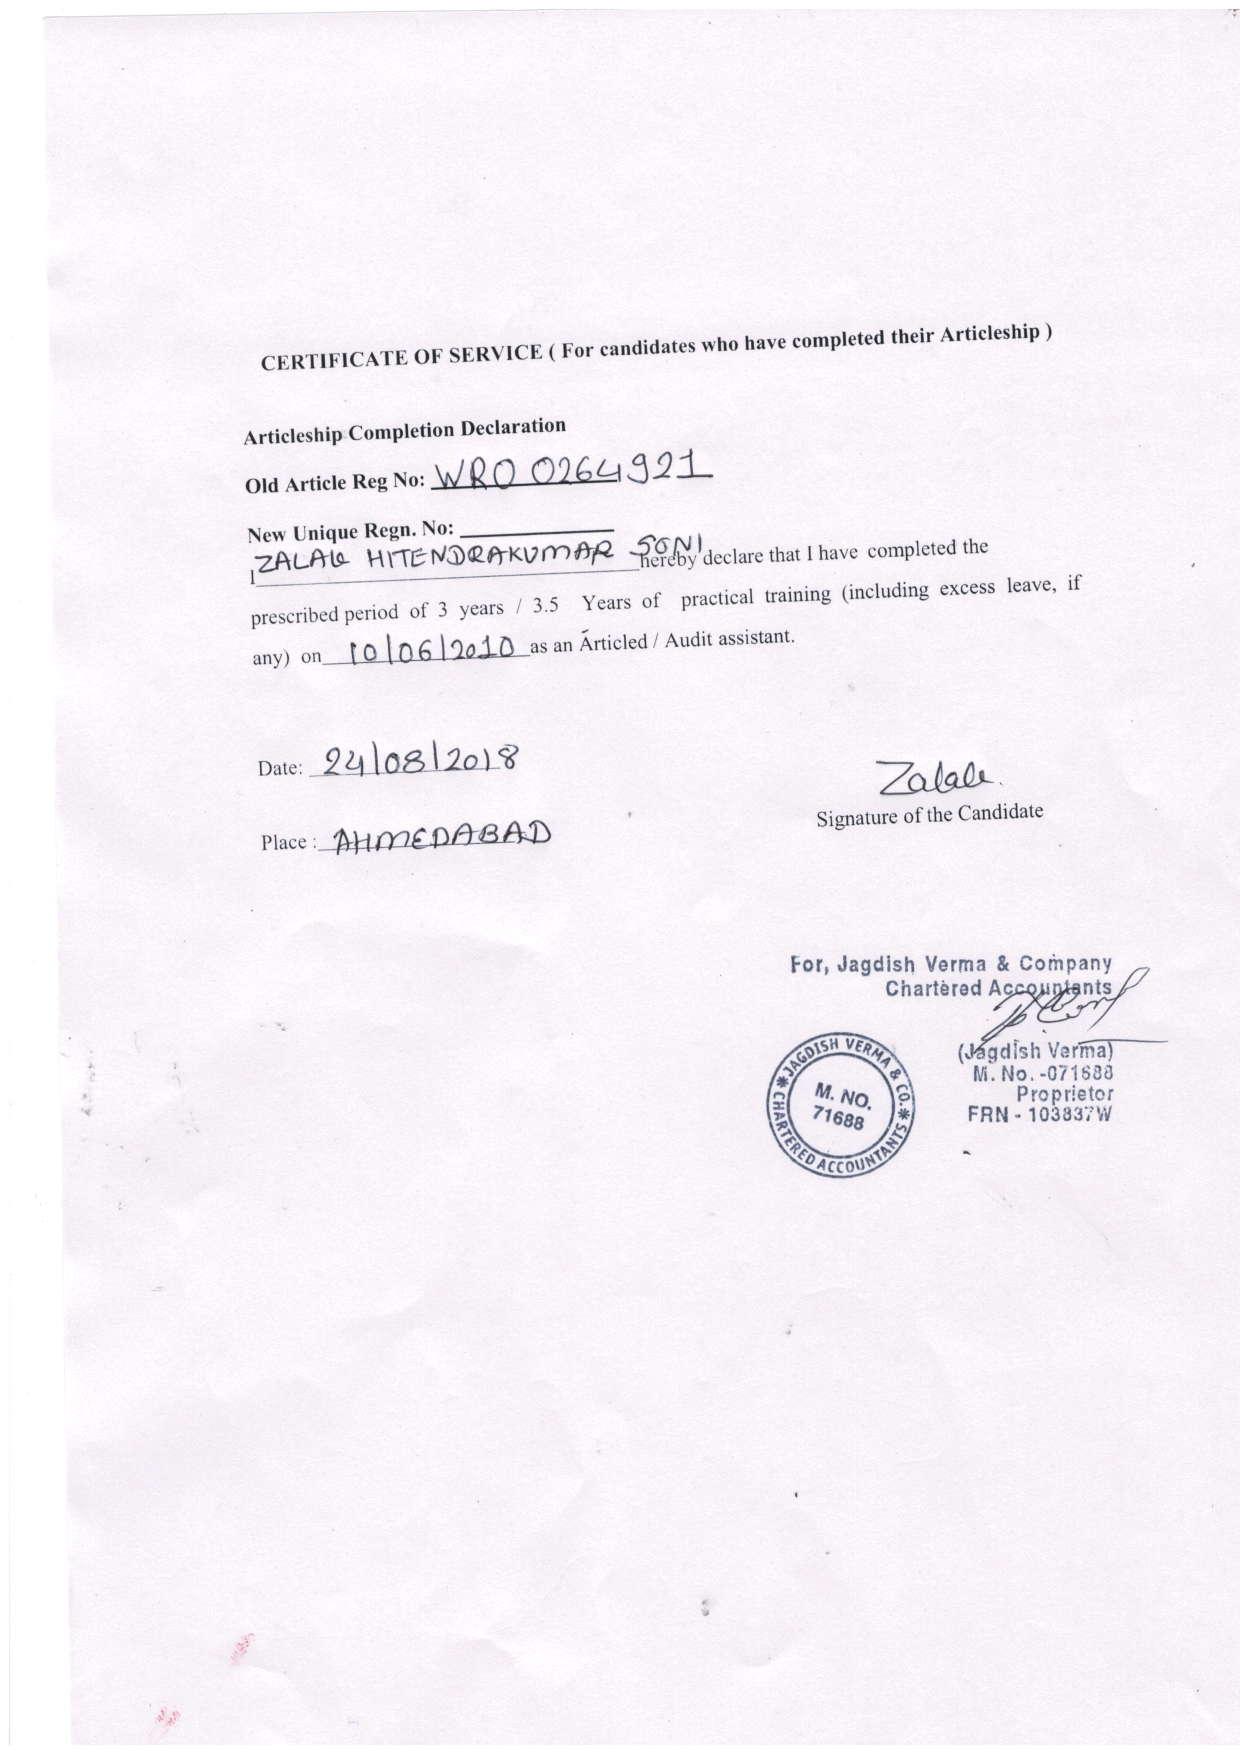 CERTIFICATE OF SERVICE ( For candidates who have completed their Articleship )
Articleship Completion Declaration
Old Article Reg No: WRO 0264921
New Unique Regn. No:
I ZALAK HITENDRAKUMAR SONI hereby declare that I have completed the
prescribed period of 3 years / 3.5 Years of practical training (including excess leave, if
any) on 10/06/2010 as an Articled / Audit assistant.
Date: 24/08/2018
Zalak
Signature of the Candidate
Place : AHMEDABAD
For, Jagdish Verma & Company
Chartered Accountants
(Jagdish Verma)
M. No. -071688
Proprietor
FRN - 103837W
JAGDISH VERMA & CO.
CHARTERED ACCOUNTANTS
M. NO.
71688